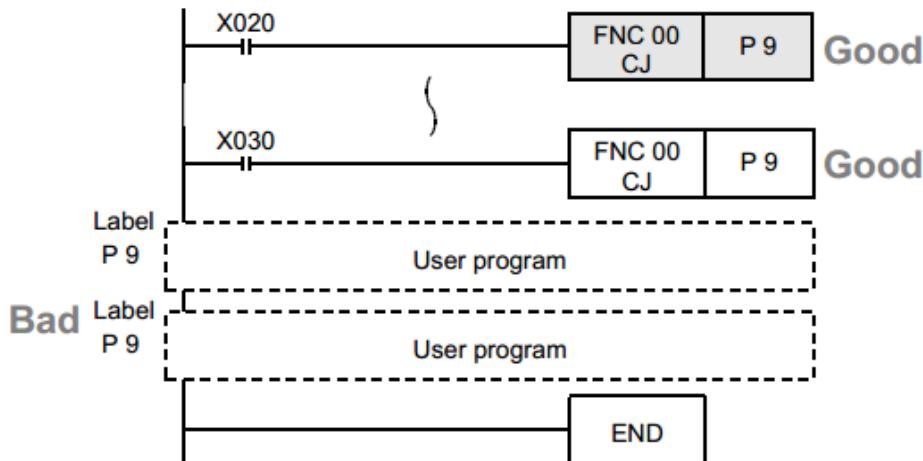 X020
FNC 00
CJ
P 9
Good
X030
FNC 00
CJ
P 9
Good
Label
P 9
User program
Bad
Label
P 9
User program
END